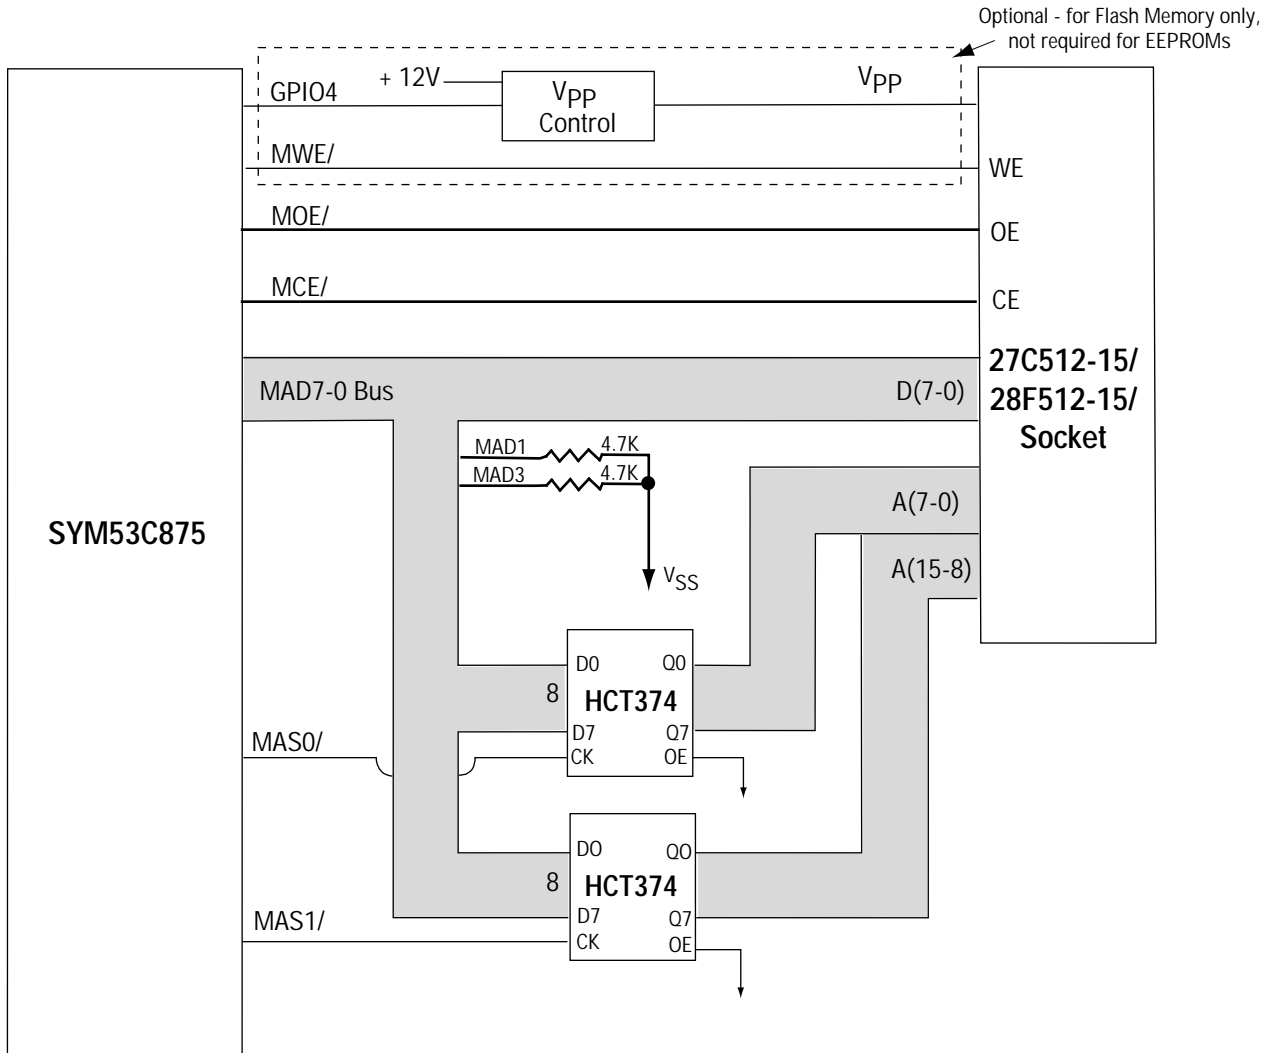 Optional - for Flash Memory only,
not required for EEPROMs
GPIO4
+ 12V
VPP
Control
VPP
MWE/
WE
MOE/
OE
MCE/
CE
27C512-15/
28F512-15/
Socket
MAD7-0 Bus
D(7-0)
MAD1
4.7K
MAD3
4.7K
A(7-0)
SYM53C875
A(15-8)
VSS
D0
Q0
8
HCT374
D7
Q7
MAS0/
CK
OE
DO
QO
8
HCT374
D7
Q7
MAS1/
CK
OE